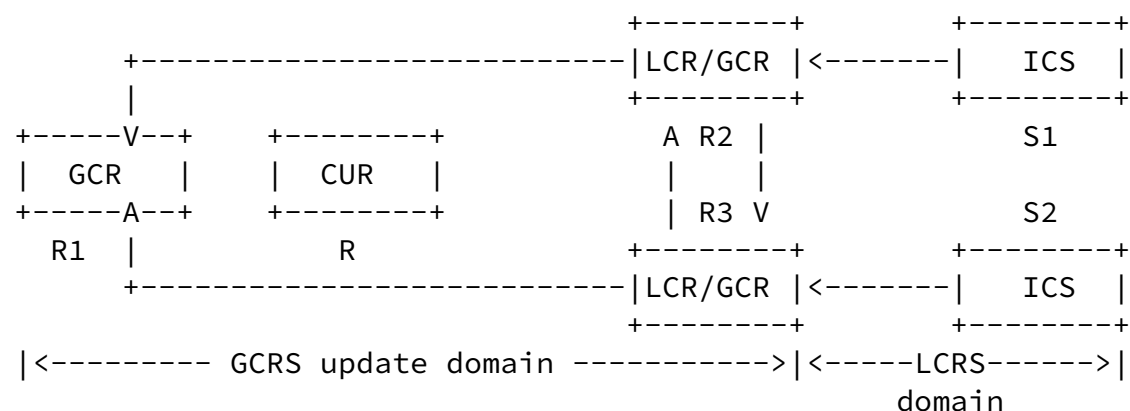 +--------+         +--------+
       +------------------------------|LCR/GCR |<-------|   ICS  |
       |                              +--------+         +--------+
+-----V--+    +--------+                A R2 |              S1
|  GCR   |    |  CUR   |                |    |
+-----A--+    +--------+                | R3 V              S2
  R1  |           R                   +--------+         +--------+
      +-------------------------------|LCR/GCR |<-------|   ICS  |
                                      +--------+         +--------+
|<--------- GCRS update domain ----------->|<-----LCRS------>|
                                                   domain